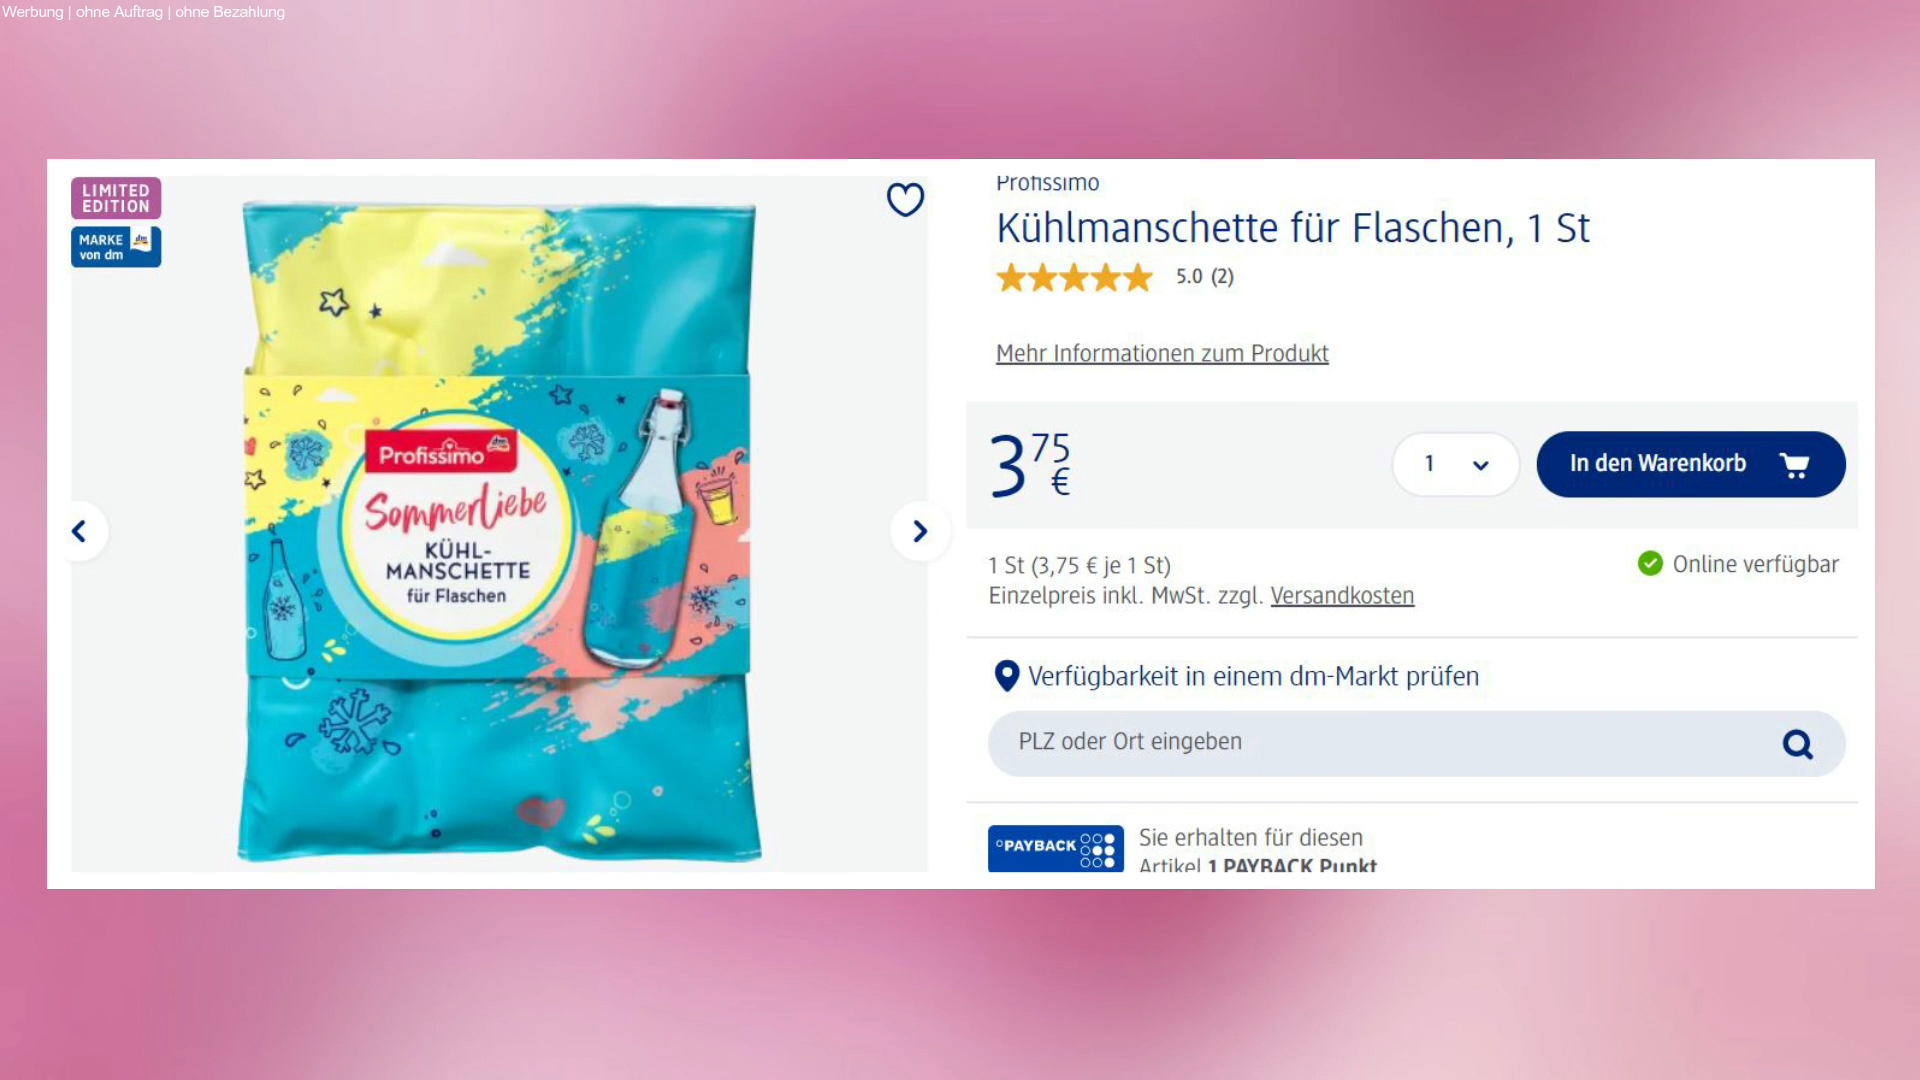 Werbung | ohne Auftrag | ohne Bezahlung
LIMITED
EDITION
MARKE
von dm
dm
Profissimo
dm
Sommerliebe
KÜHL-
MANSCHETTE
für Flaschen
Profissimo
Kühlmanschette für Flaschen, 1 St
5.0 (2)
Mehr Informationen zum Produkt
3 75 €
1
In den Warenkorb
1 St (3,75 € je 1 St)
Online verfügbar
Einzelpreis inkl. MwSt. zzgl. Versandkosten
Verfügbarkeit in einem dm-Markt prüfen
PLZ oder Ort eingeben
°PAYBACK
Sie erhalten für diesen
Artikel 1 PAYBACK Punkt